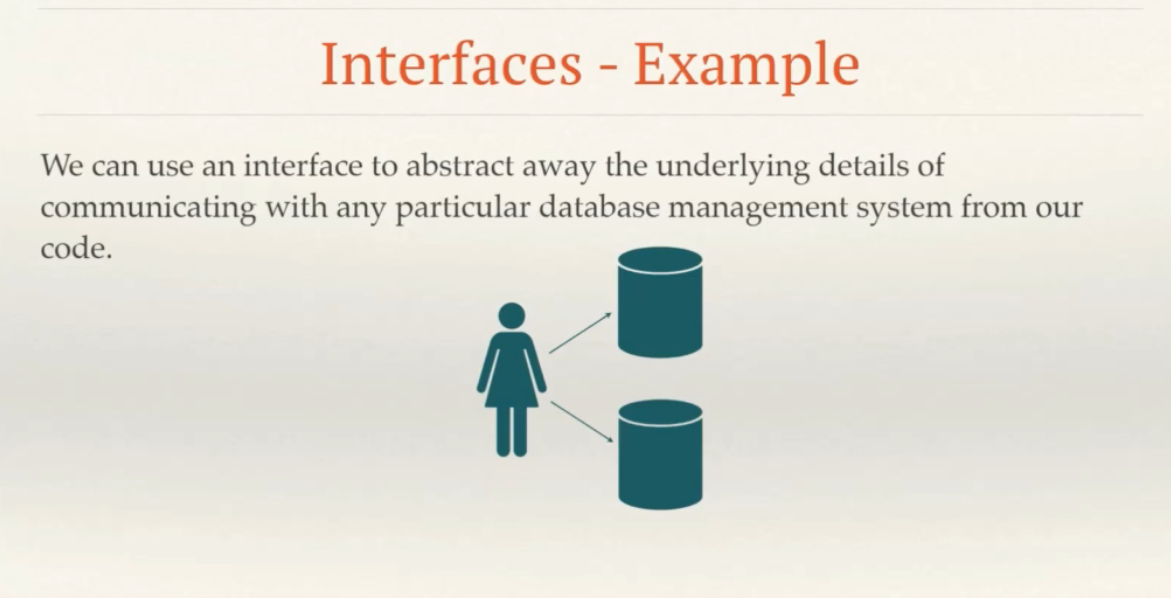 Interfaces - Example
We can use an interface to abstract away the underlying details of
communicating with any particular database management system from our
code.